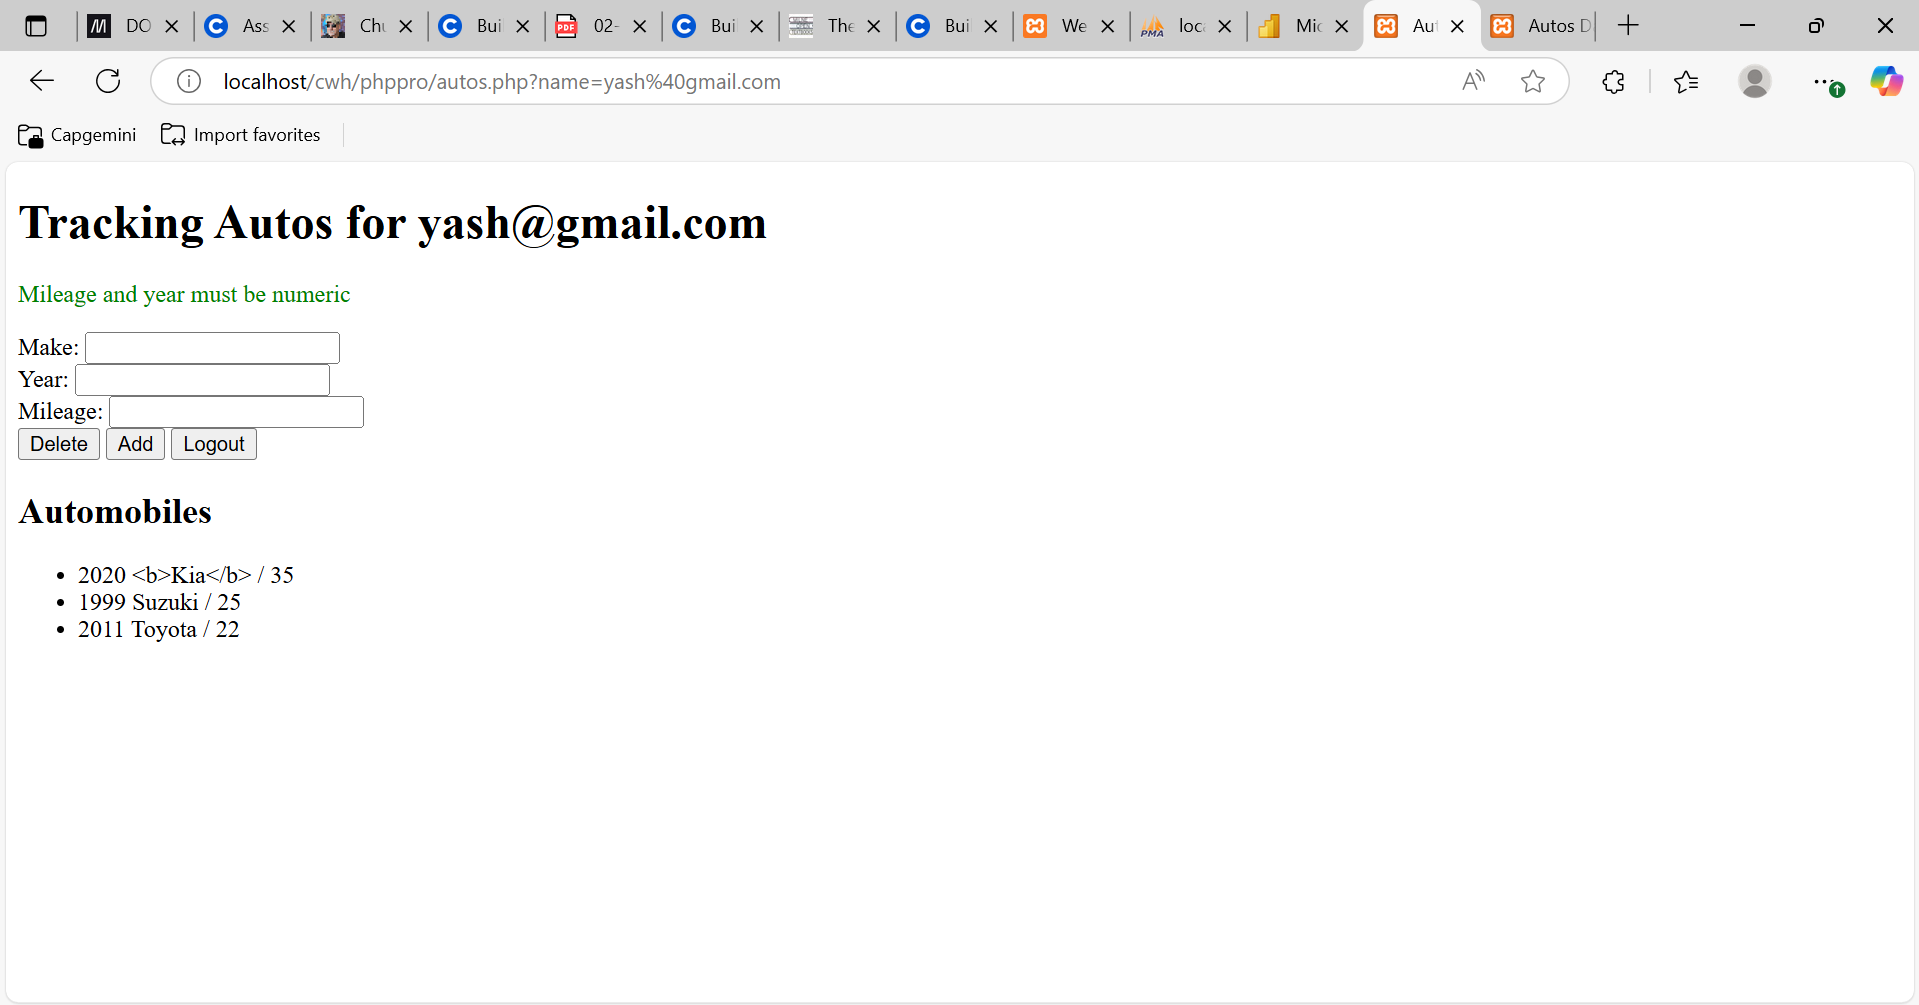 DO
Ass
Chu
Bui
02-
Bui
The
Bui
We
PMA
loca
Mic
Aut
Autos D
localhost/cwh/phppro/autos.php?name=yash%40gmail.com
Capgemini
Import favorites
Tracking Autos for yash@gmail.com
Mileage and year must be numeric
Make:
Year:
Mileage:
Delete Add Logout
Automobiles
2020 <b>Kia</b> / 35
1999 Suzuki / 25
2011 Toyota / 22